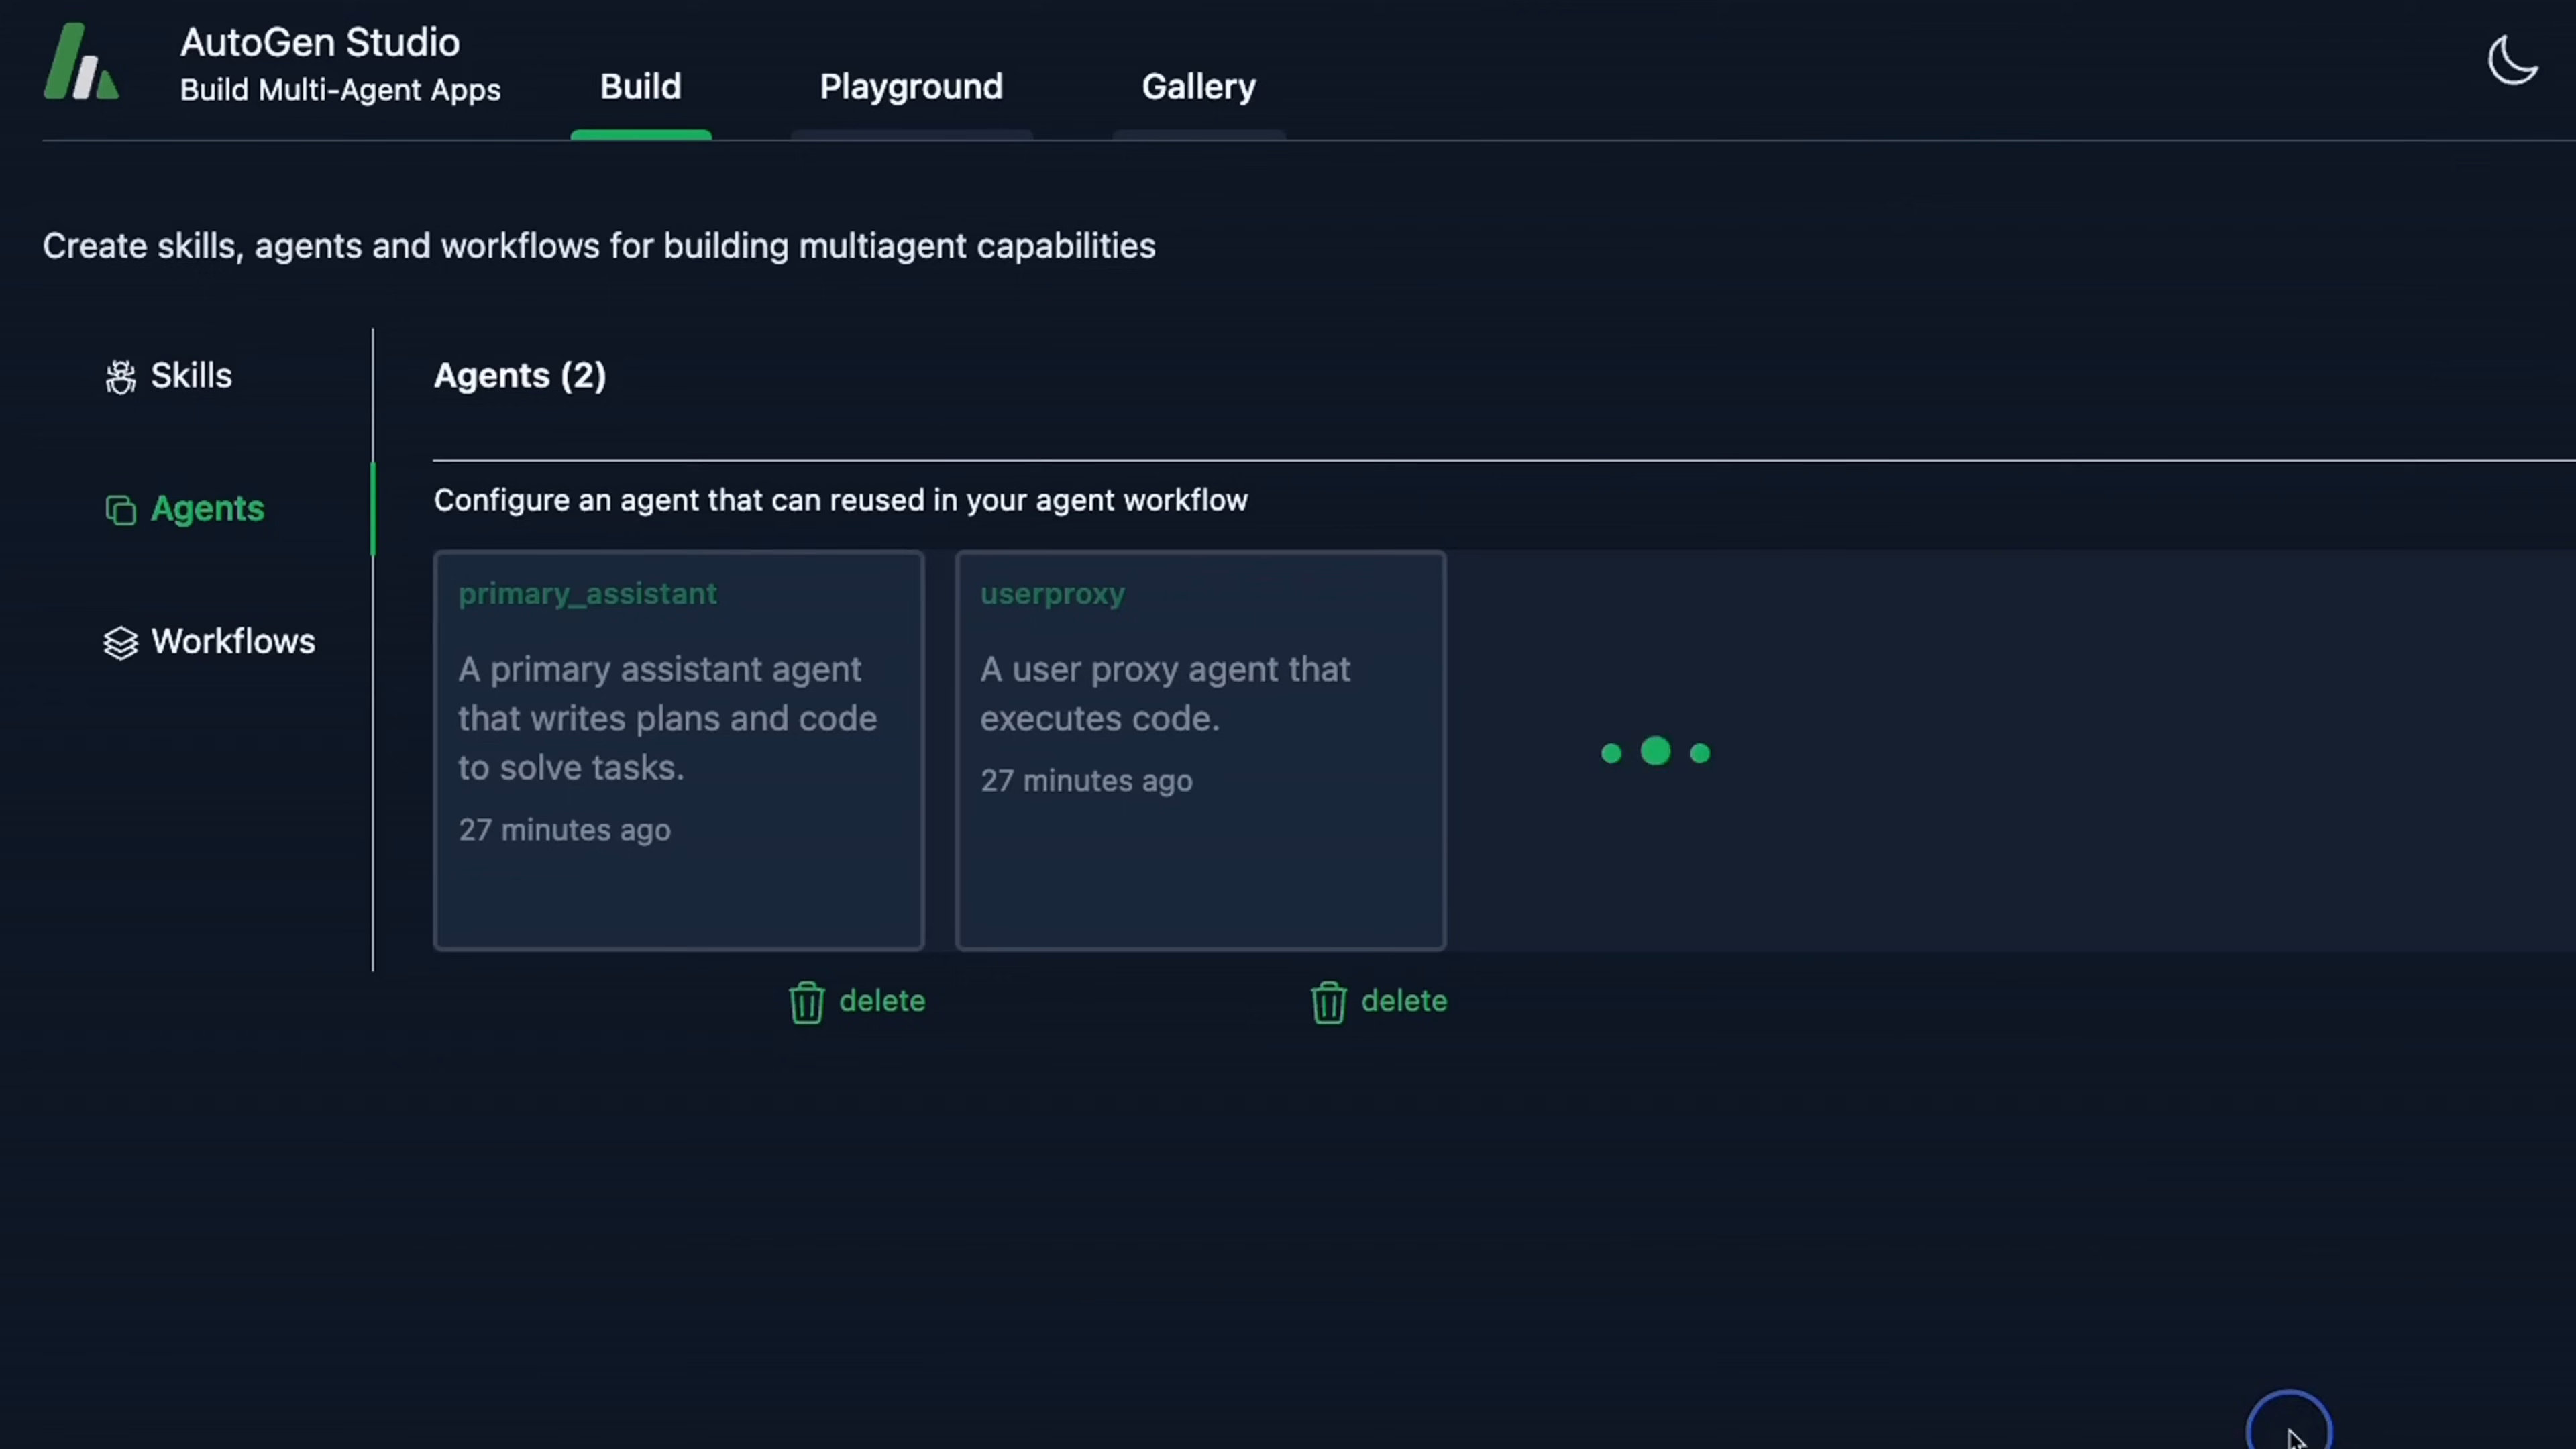 AutoGen Studio
Build Multi-Agent Apps
Build
Playground
Gallery
Create skills, agents and workflows for building multiagent capabilities
Skills
Agents
Workflows
Agents (2)
Configure an agent that can reused in your agent workflow
primary_assistant
A primary assistant agent
that writes plans and code
to solve tasks.
27 minutes ago
delete
userproxy
A user proxy agent that
executes code.
27 minutes ago
delete